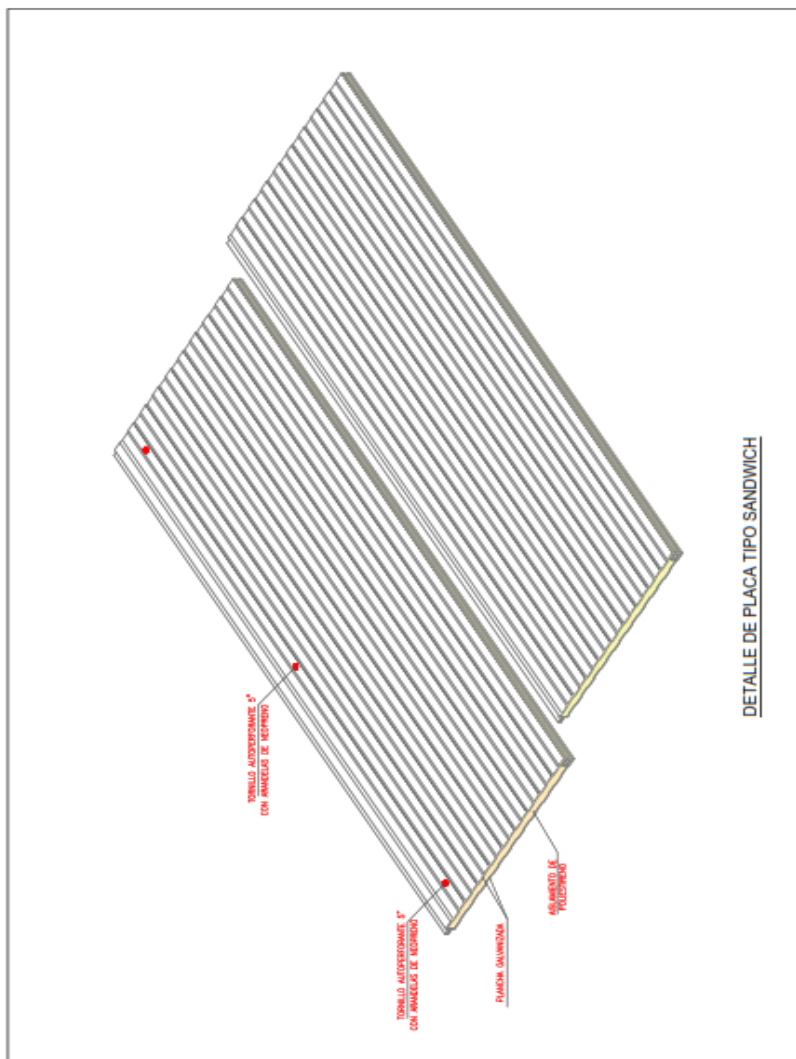 TORNILLO AUTOPERFORANTE 5"
CON ARANDELAS DE NEOPRENO
TORNILLO AUTOPERFORANTE 5"
CON ARANDELAS DE NEOPRENO
PLANCHA GALVANIZADA
AISLAMIENTO DE
POLIESTIRENO
DETALLE DE PLACA TIPO SANDWICH